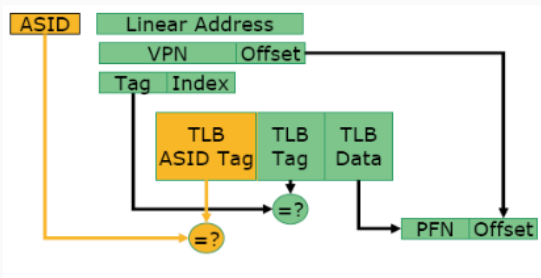 ASID Linear Address
VPN Offset
Tag Index
TLB TLB TLB
ASID Tag Tag Data
=?
PFN Offset
=?